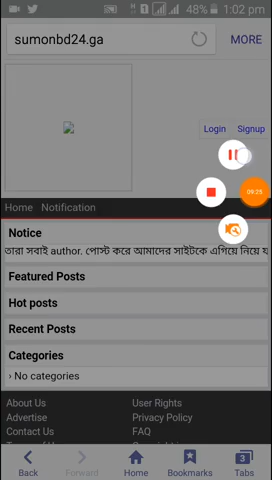 48% 1:02 pm
sumonbd24.ga MORE
Login Signup
09:25
Home Notification
Notice
তারা সবাই author. পোস্ট করে আমাদের সাইটকে এগিয়ে নিয়ে য
Featured Posts
Hot posts
Recent Posts
Categories
› No categories
About Us User Rights
Advertise Privacy Policy
Contact Us FAQ
Back Forward Home Bookmarks 3 Tabs